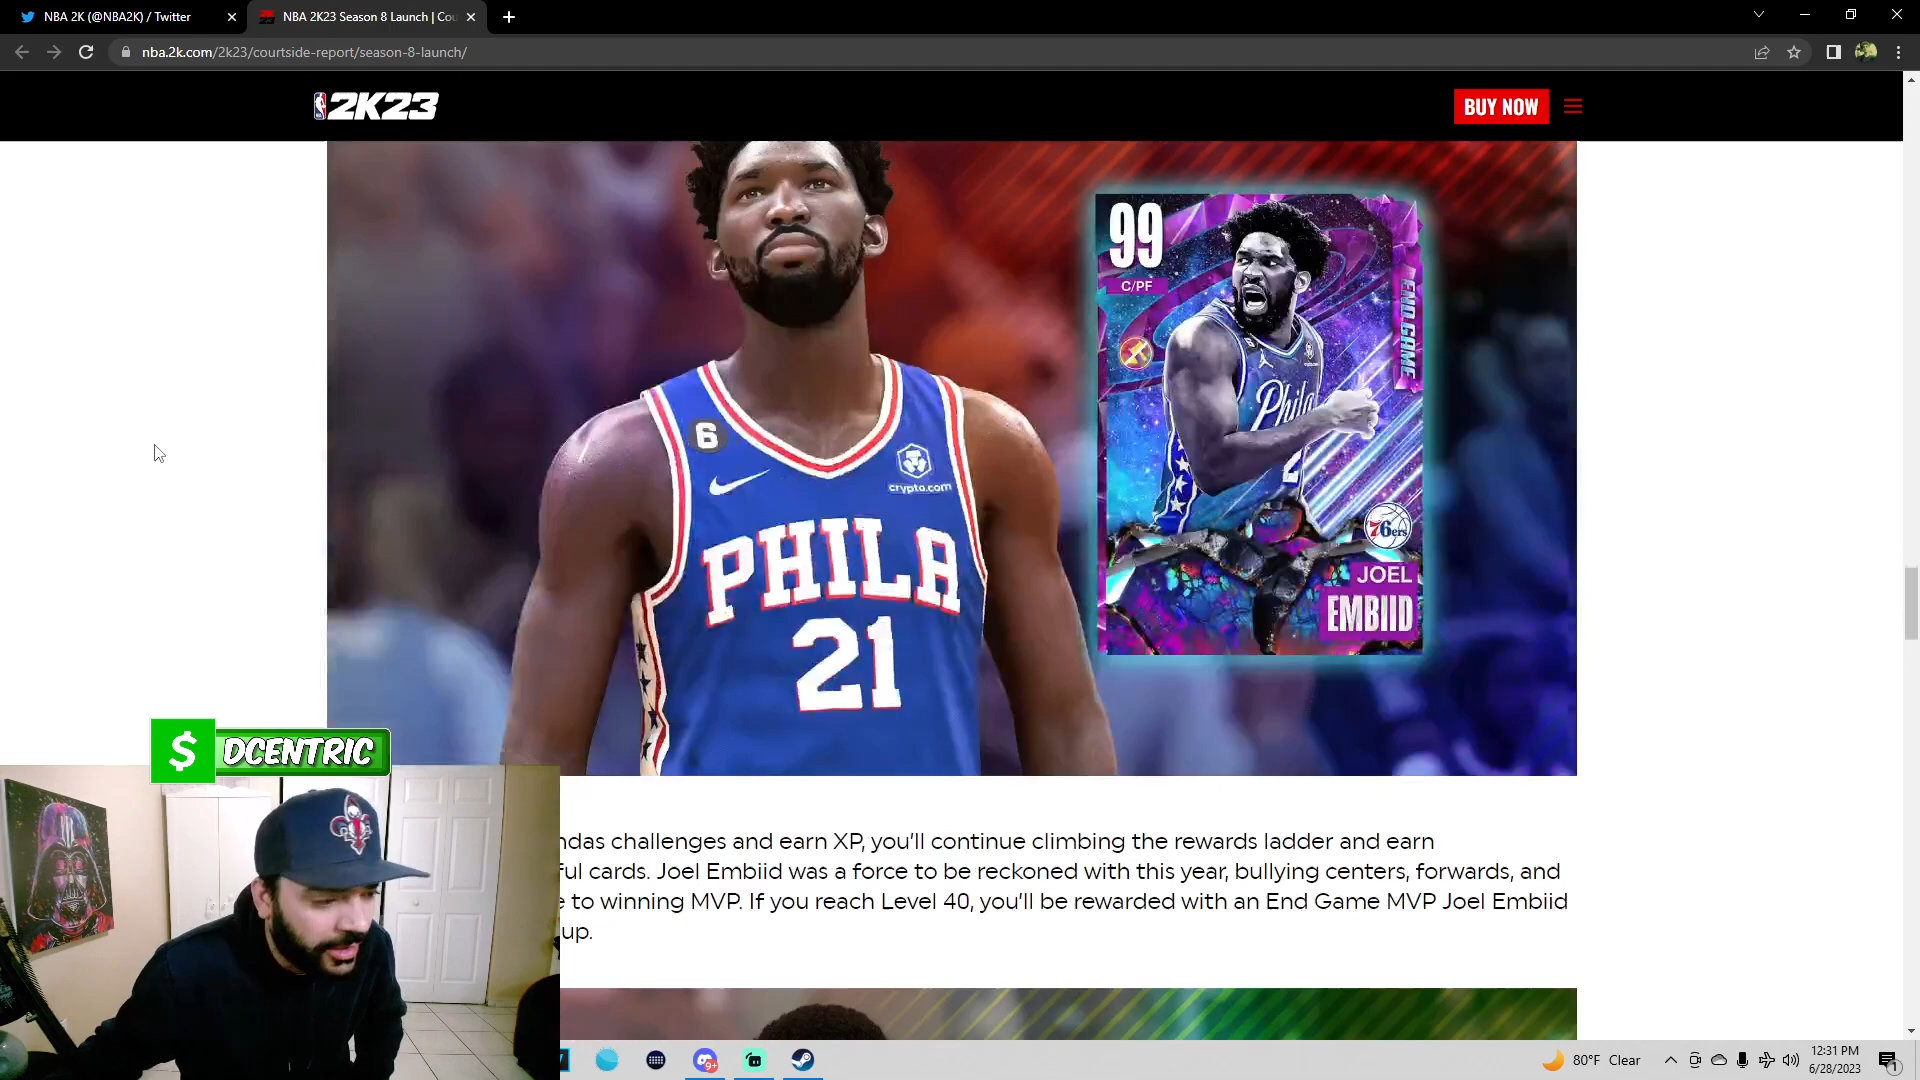 NBA 2K (@NBA2K) / Twitter
NBA 2K23 Season 8 Launch | Cou
nba.2k.com/2k23/courtside-report/season-8-launch/
2K23
BUY NOW
99
C/PF
END GAME
Phila
2
76ers
JOEL
EMBIID
6
crypto.com
PHILA
21
$ DCENTRIC
ndas challenges and earn XP, you’ll continue climbing the rewards ladder and earn
ful cards. Joel Embiid was a force to be reckoned with this year, bullying centers, forwards, and
e to winning MVP. If you reach Level 40, you’ll be rewarded with an End Game MVP Joel Embiid
up.
9+
80°F Clear
12:31 PM
6/28/2023
1